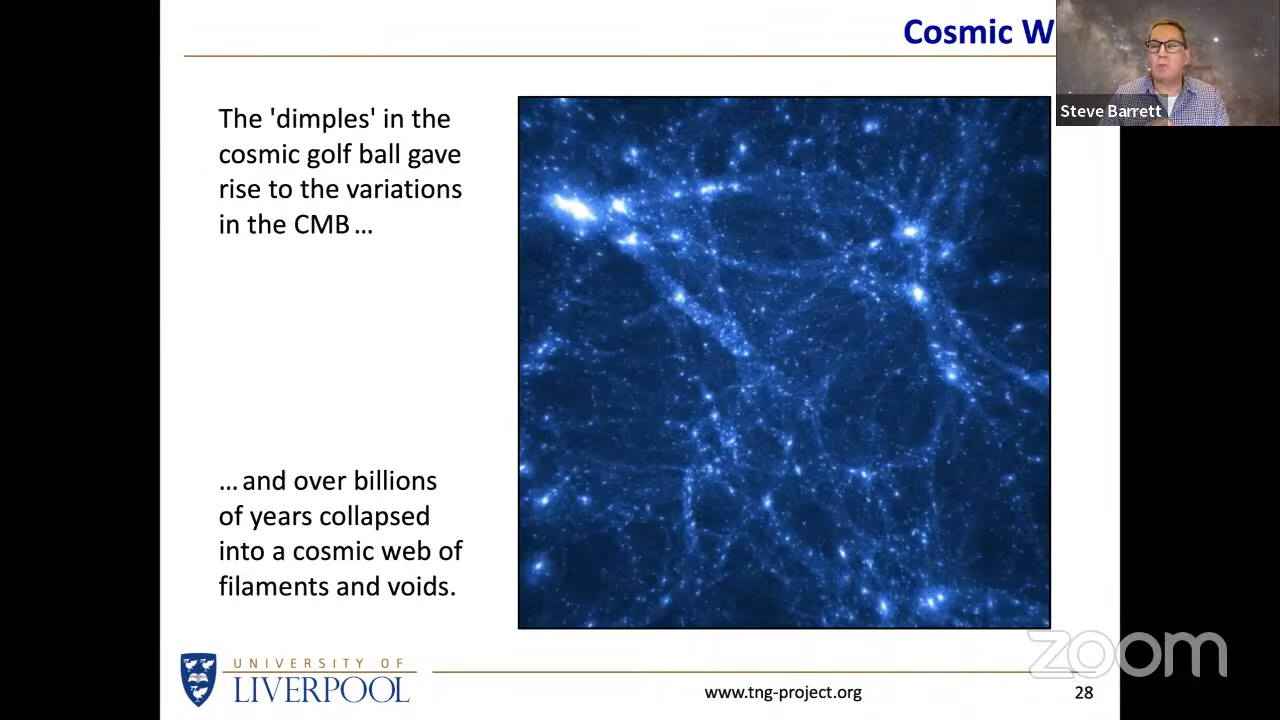 Cosmic W
Steve Barrett
The 'dimples' in the
cosmic golf ball gave
rise to the variations
in the CMB …
… and over billions
of years collapsed
into a cosmic web of
filaments and voids.
UNIVERSITY OF
LIVERPOOL
www.tng-project.org
28
zoom